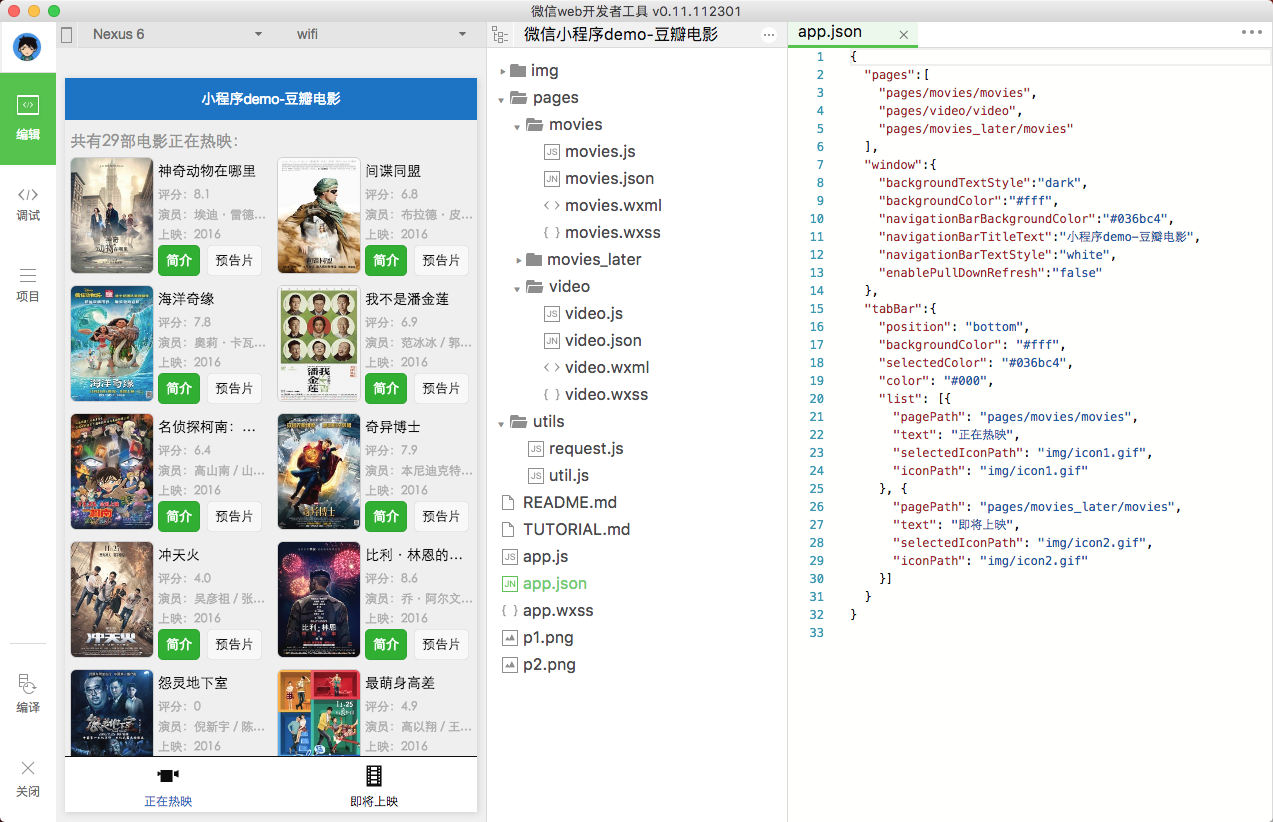 微信web开发者工具 v0.11.112301
Nexus 6
wifi
编辑
调试
项目
编译
关闭
小程序demo-豆瓣电影
共有29部电影正在热映：
神奇动物在哪里
评分：8.1
演员：埃迪·雷德...
上映：2016
简介 预告片
间谍同盟
评分：6.8
演员：布拉德·皮...
上映：2016
简介 预告片
海洋奇缘
评分：7.8
演员：奥莉·卡瓦...
上映：2016
简介 预告片
我不是潘金莲
评分：6.9
演员：范冰冰 / 郭...
上映：2016
简介 预告片
名侦探柯南：...
评分：6.4
演员：高山南 / 山...
上映：2016
简介 预告片
奇异博士
评分：7.9
演员：本尼迪克特...
上映：2016
简介 预告片
冲天火
评分：4.0
演员：吴彦祖 / 张...
上映：2016
简介 预告片
比利·林恩的...
评分：8.6
演员：乔·阿尔文...
上映：2016
简介 预告片
怨灵地下室
评分：0
演员：倪新宇 / 陈...
上映：2016
最萌身高差
评分：4.9
演员：高以翔 / 王...
上映：2016
正在热映
即将上映
微信小程序demo-豆瓣电影
img
pages
movies
JS movies.js
JN movies.json
< > movies.wxml
{ } movies.wxss
movies_later
video
JS video.js
JN video.json
< > video.wxml
{ } video.wxss
utils
JS request.js
JS util.js
README.md
TUTORIAL.md
JS app.js
JN app.json
{ } app.wxss
p1.png
p2.png
app.json
1 {
2 "pages":[
3 "pages/movies/movies",
4 "pages/video/video",
5 "pages/movies_later/movies"
6 ],
7 "window":{
8 "backgroundTextStyle":"dark",
9 "backgroundColor":"#fff",
10 "navigationBarBackgroundColor":"#036bc4",
11 "navigationBarTitleText":"小程序demo-豆瓣电影",
12 "navigationBarTextStyle":"white",
13 "enablePullDownRefresh":"false"
14 },
15 "tabBar":{
16 "position": "bottom",
17 "backgroundColor": "#fff",
18 "selectedColor": "#036bc4",
19 "color": "#000",
20 "list": [{
21 "pagePath": "pages/movies/movies",
22 "text": "正在热映",
23 "selectedIconPath": "img/icon1.gif",
24 "iconPath": "img/icon1.gif"
25 }, {
26 "pagePath": "pages/movies_later/movies",
27 "text": "即将上映",
28 "selectedIconPath": "img/icon2.gif",
29 "iconPath": "img/icon2.gif"
30 }]
31 }
32 }
33